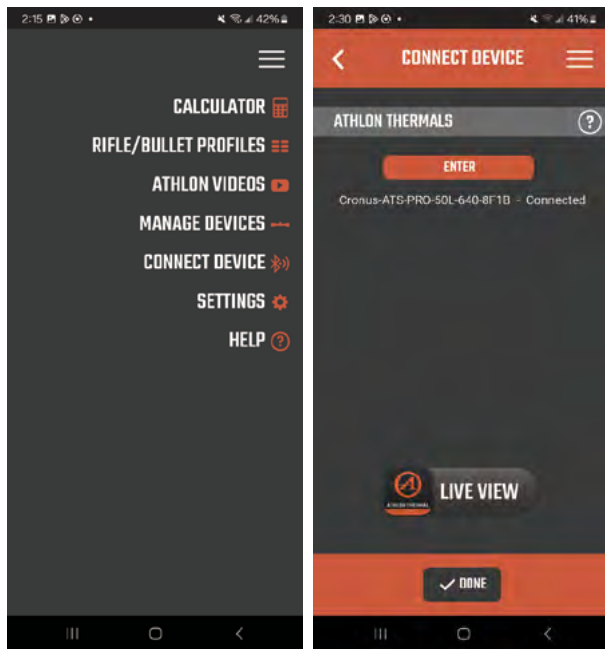 2:15 42%
CALCULATOR
RIFLE/BULLET PROFILES
ATHLON VIDEOS
MANAGE DEVICES
CONNECT DEVICE
SETTINGS
HELP ?
2:30 41%
CONNECT DEVICE
ATHLON THERMALS ?
ENTER
Cronus-ATS-PRO-50L-640-8F1B - Connected
LIVE VIEW
DONE